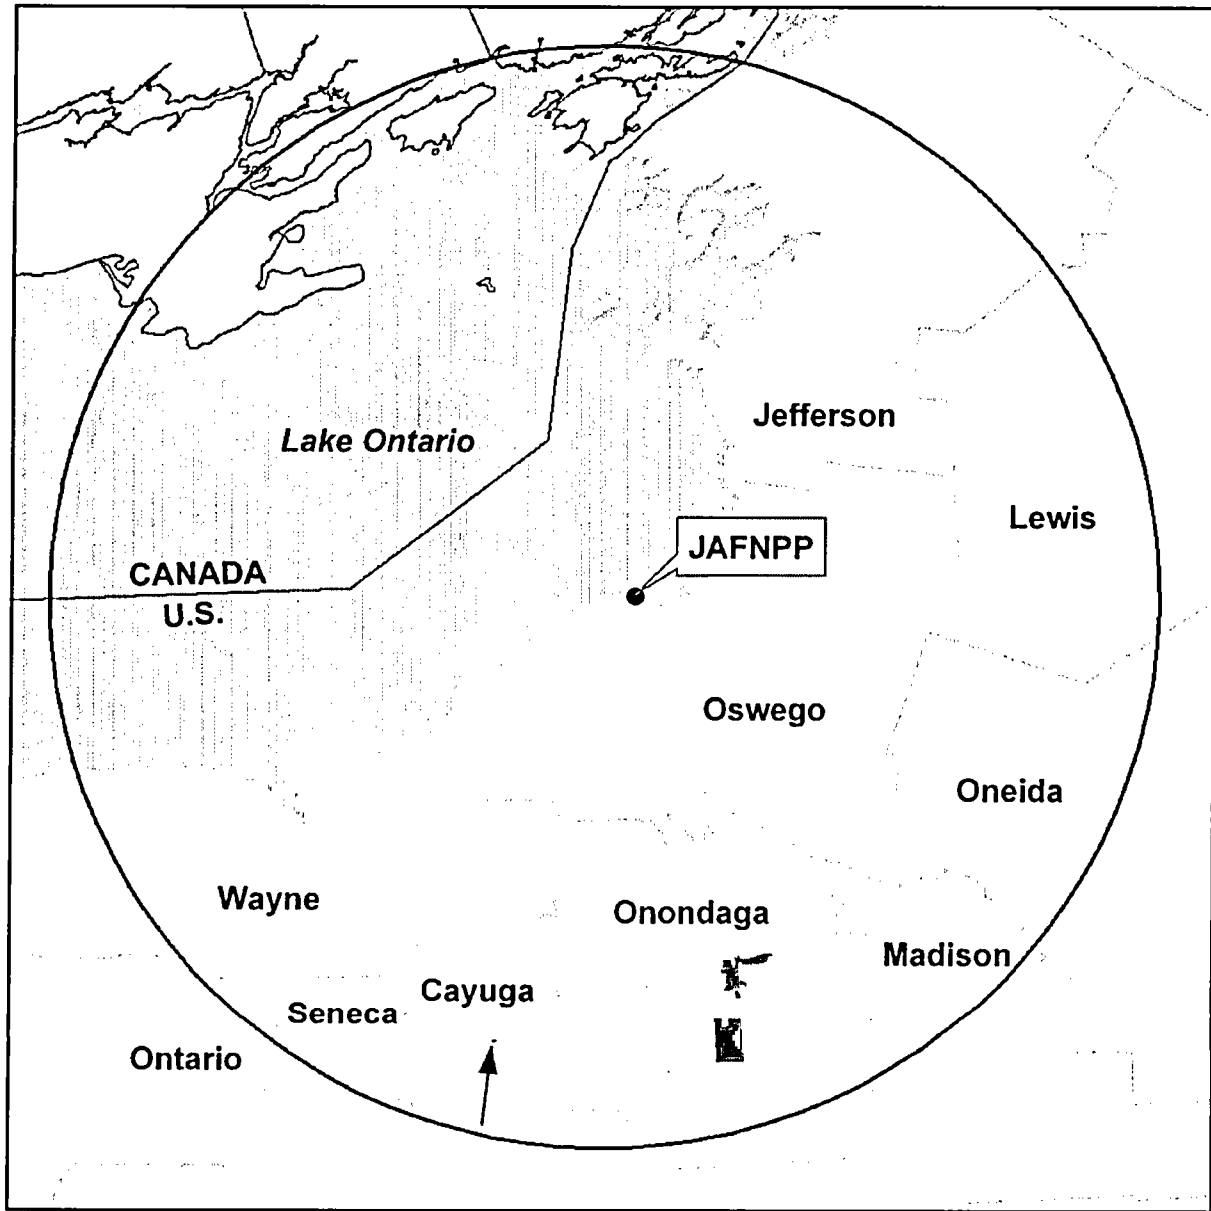 Jefferson
Lake Ontario
Lewis
JAFNPP
CANADA
U.S.
Oswego
Oneida
Wayne
Onondaga
Madison
Cayuga
Seneca
Ontario